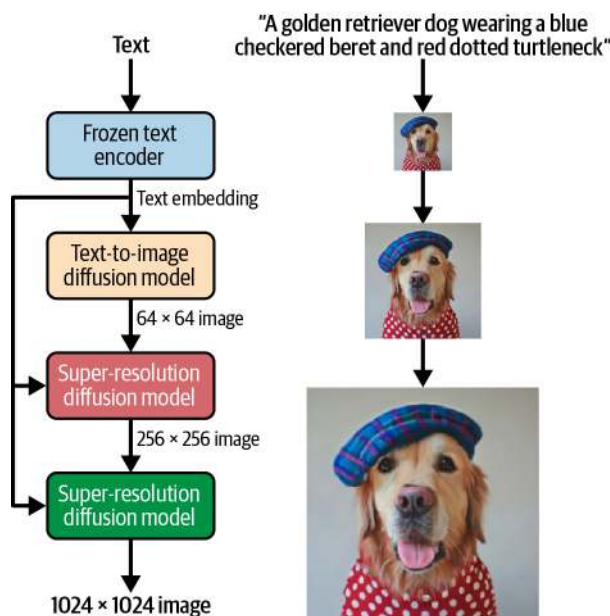 Text
Frozen text
encoder
Text embedding
Text-to-image
diffusion model
64 × 64 image
Super-resolution
diffusion model
256 × 256 image
Super-resolution
diffusion model
1024 × 1024 image
“A golden retriever dog wearing a blue
checkered beret and red dotted turtleneck“